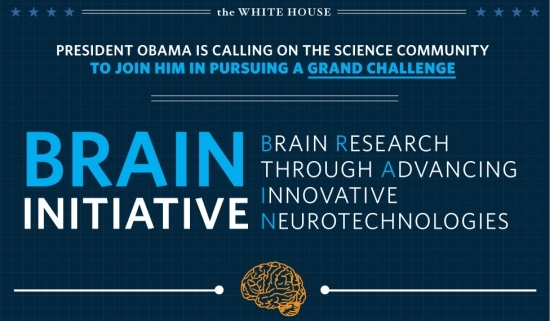 the WHITE HOUSE
PRESIDENT OBAMA IS CALLING ON THE SCIENCE COMMUNITY
TO JOIN HIM IN PURSUING A GRAND CHALLENGE
BRAIN
INITIATIVE
BRAIN RESEARCH
THROUGH ADVANCING
INNOVATIVE
NEUROTECHNOLOGIES